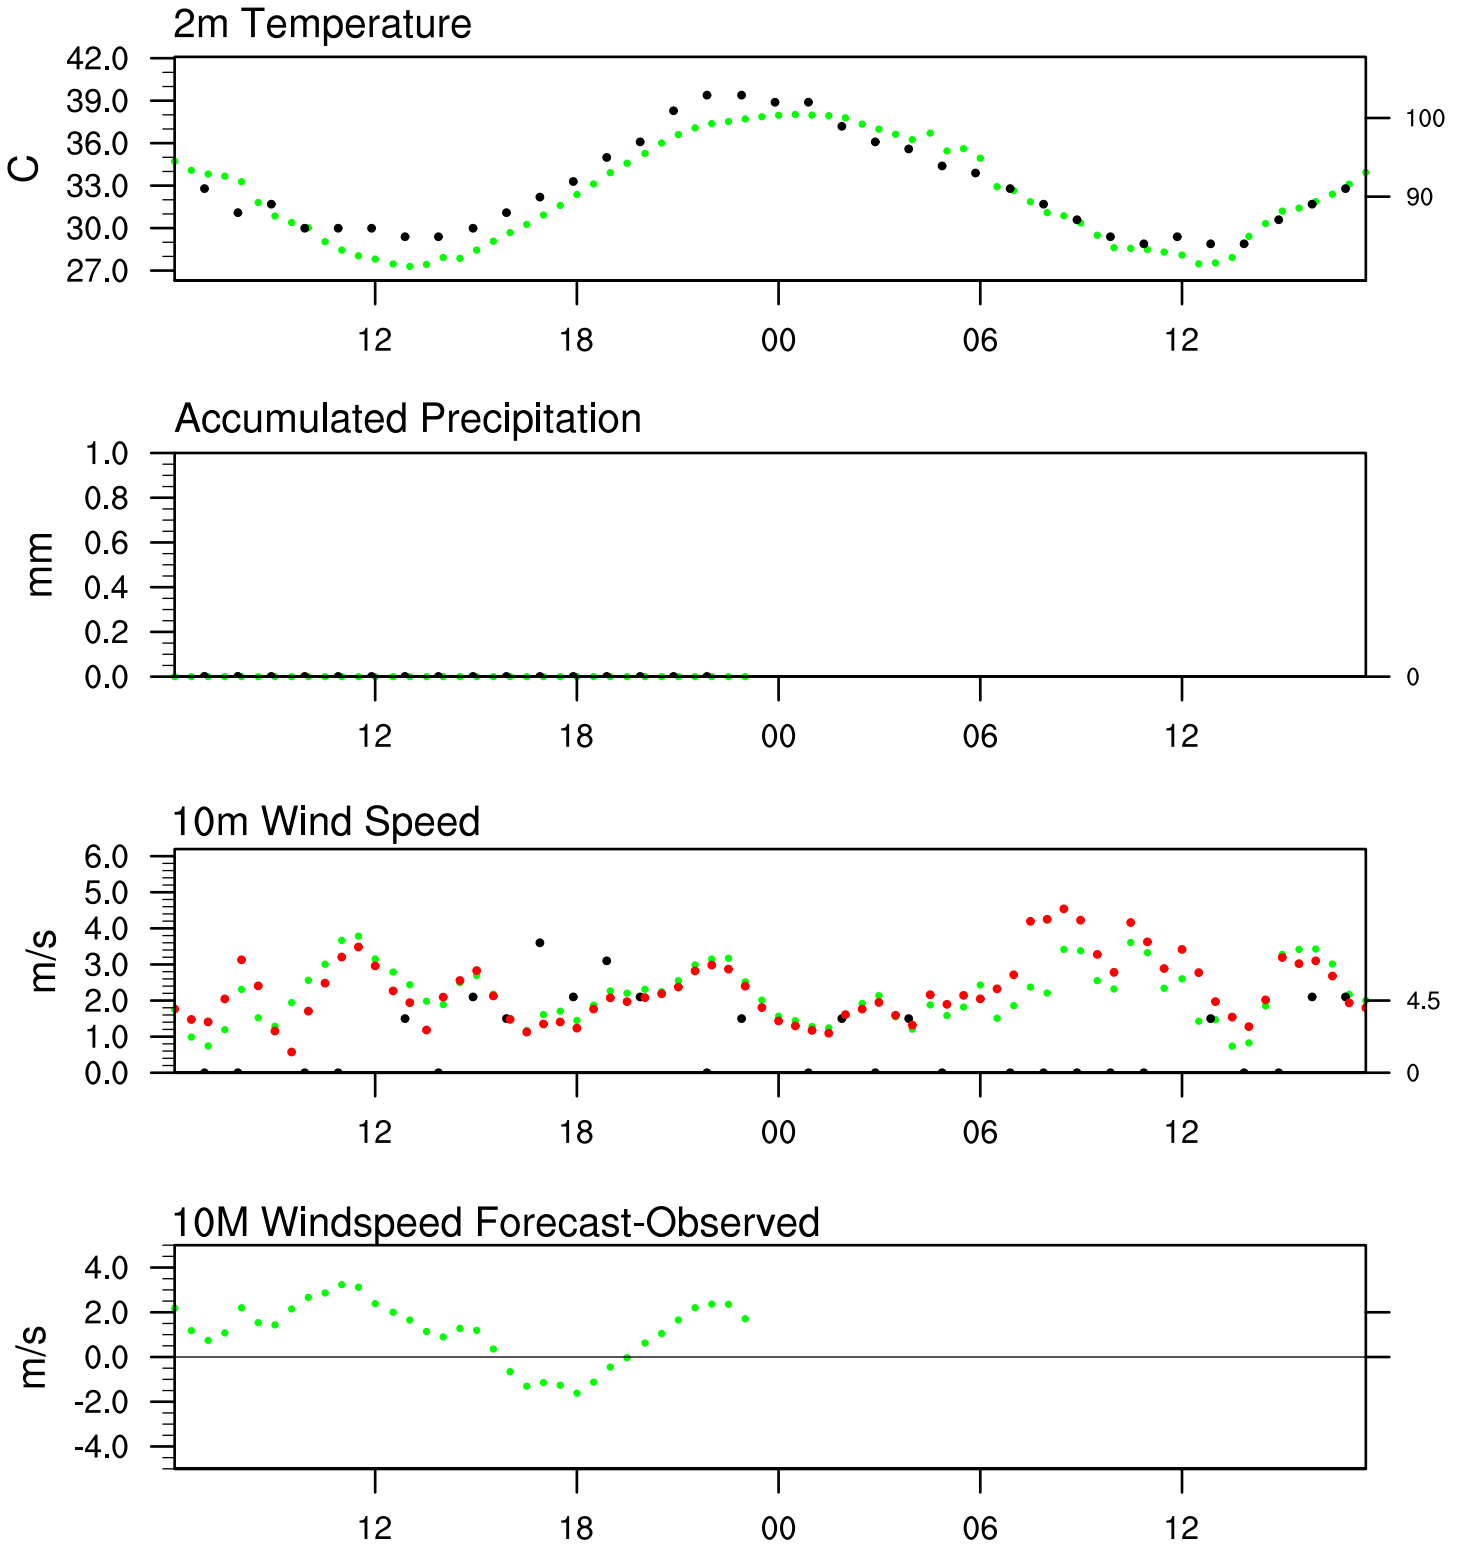 2m Temperature
42.0
39.0
36.0
33.0
30.0
27.0
C
100
90
12 18 00 06 12
Accumulated Precipitation
1.0
0.8
0.6
0.4
0.2
0.0
mm
0
12 18 00 06 12
10m Wind Speed
6.0
5.0
4.0
3.0
2.0
1.0
0.0
m/s
4.5
0
12 18 00 06 12
10M Windspeed Forecast-Observed
4.0
2.0
0.0
-2.0
-4.0
m/s
12 18 00 06 12